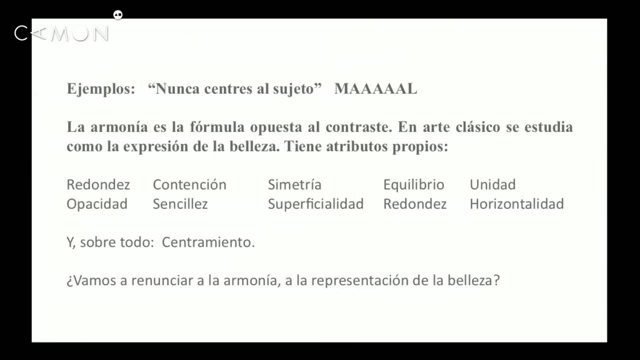 CAMON
Ejemplos: “Nunca centres al sujeto” MAAAAAL
La armonía es la fórmula opuesta al contraste. En arte clásico se estudia
como la expresión de la belleza. Tiene atributos propios:
Redondez Contención Simetría Equilibrio Unidad
Opacidad Sencillez Superficialidad Redondez Horizontalidad
Y, sobre todo: Centramiento.
¿Vamos a renunciar a la armonía, a la representación de la belleza?